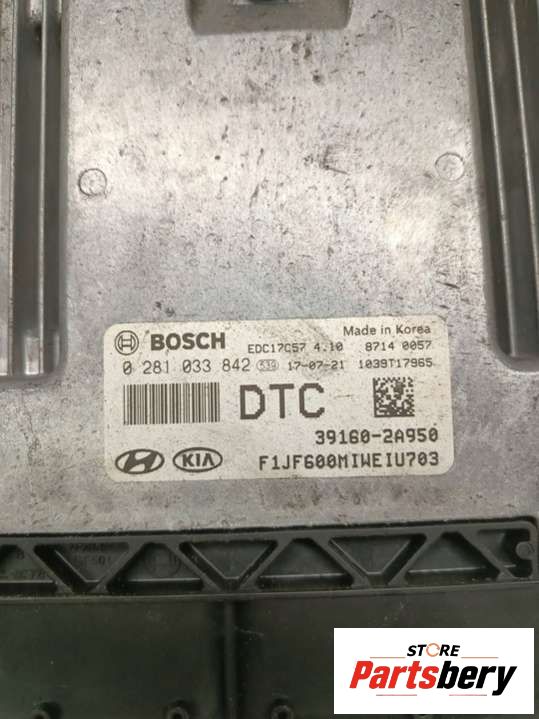 BOSCH EDC17C57 4.10 Made in Korea 8714 0057
0 281 033 842 539 17-07-21 1039T17965
DTC
39160-2A950
KIA F1JF600MIWEIU703
STORE
Partsbery